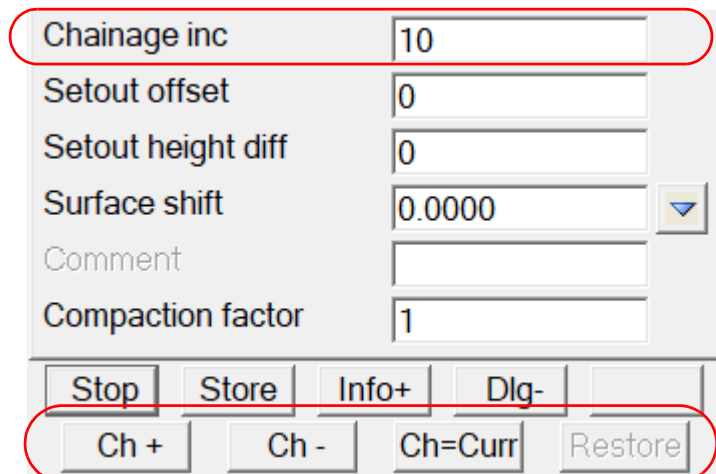 Chainage inc 10
Setout offset 0
Setout height diff 0
Surface shift 0.0000
Comment
Compaction factor 1
Stop Store Info+ Dlg-
Ch + Ch - Ch=Curr Restore